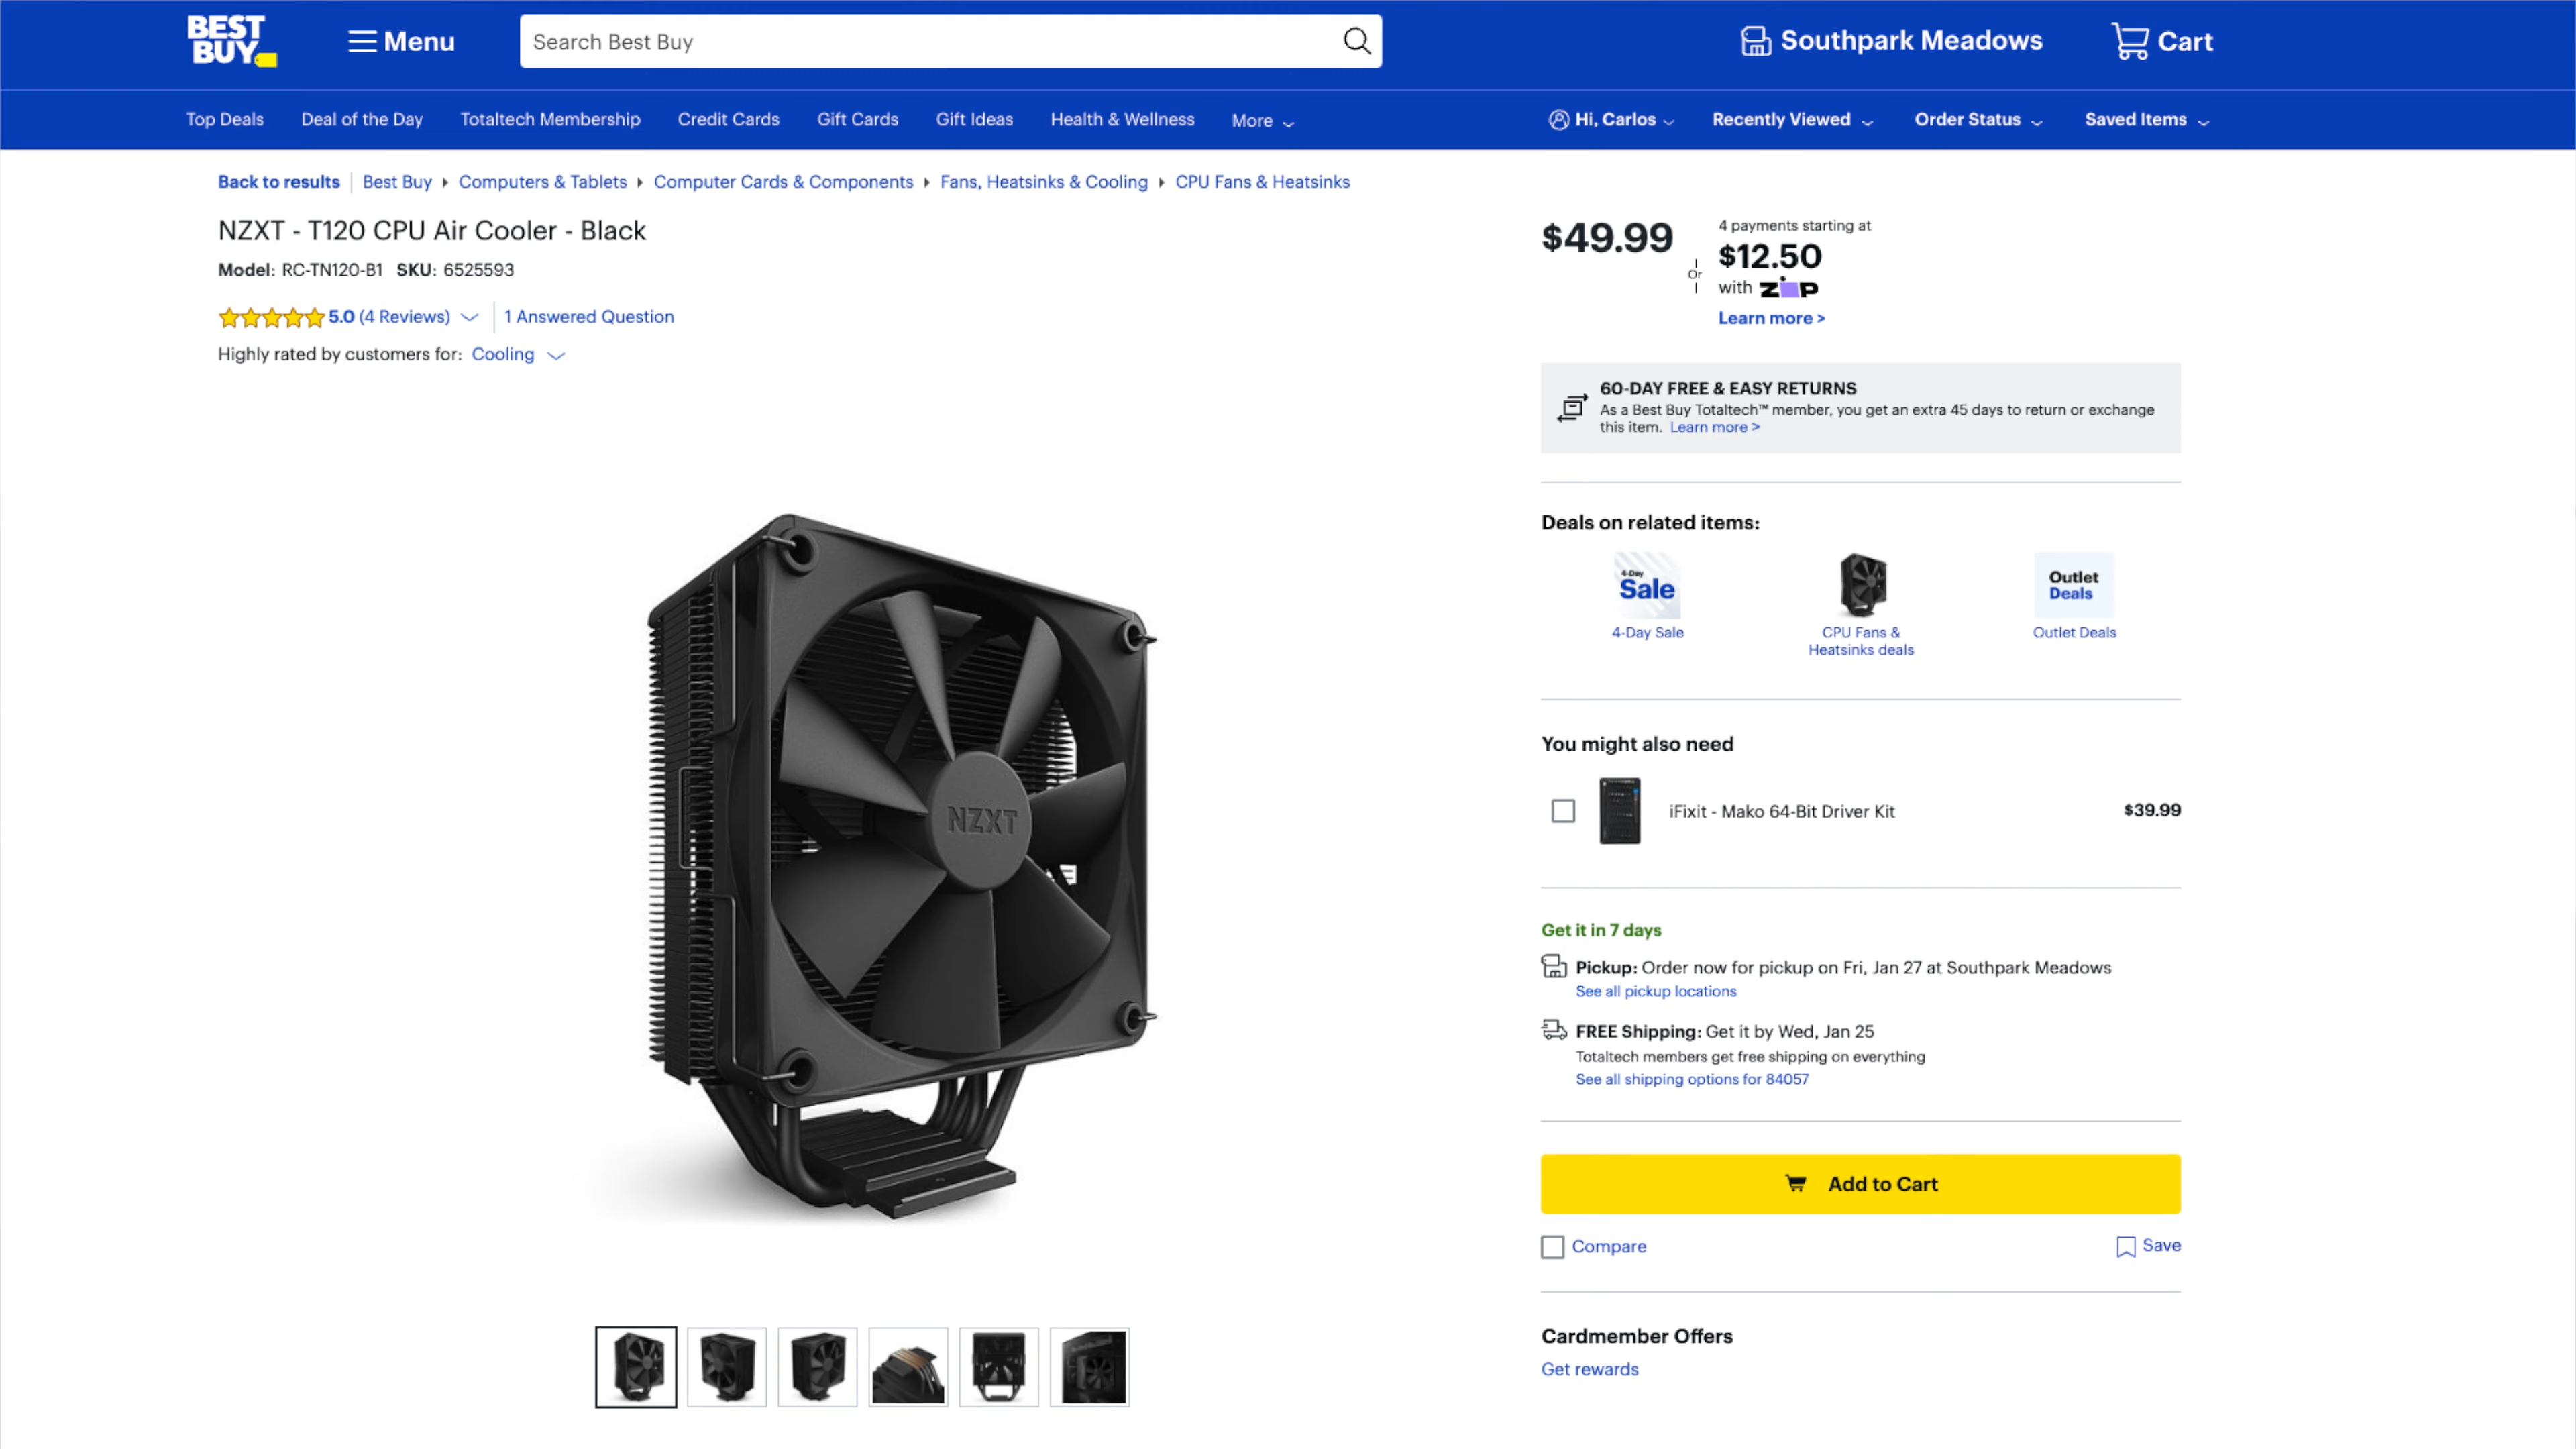 BEST
BUY
Menu
Search Best Buy
Southpark Meadows
Cart
Top Deals
Deal of the Day
Totaltech Membership
Credit Cards
Gift Cards
Gift Ideas
Health & Wellness
More
Hi, Carlos
Recently Viewed
Order Status
Saved Items
Back to results
Best Buy
Computers & Tablets
Computer Cards & Components
Fans, Heatsinks & Cooling
CPU Fans & Heatsinks
NZXT - T120 CPU Air Cooler - Black
Model: RC-TN120-B1 SKU: 6525593
5.0 (4 Reviews)
1 Answered Question
Highly rated by customers for: Cooling
NZXT
$49.99
Or
4 payments starting at
$12.50
with ZIP
Learn more >
60-DAY FREE & EASY RETURNS
As a Best Buy Totaltech™ member, you get an extra 45 days to return or exchange
this item. Learn more >
Deals on related items:
4-Day
Sale
4-Day Sale
CPU Fans &
Heatsinks deals
Outlet
Deals
Outlet Deals
You might also need
iFixit - Mako 64-Bit Driver Kit
$39.99
Get it in 7 days
Pickup: Order now for pickup on Fri, Jan 27 at Southpark Meadows
See all pickup locations
FREE Shipping: Get it by Wed, Jan 25
Totaltech members get free shipping on everything
See all shipping options for 84057
Add to Cart
Compare
Save
Cardmember Offers
Get rewards